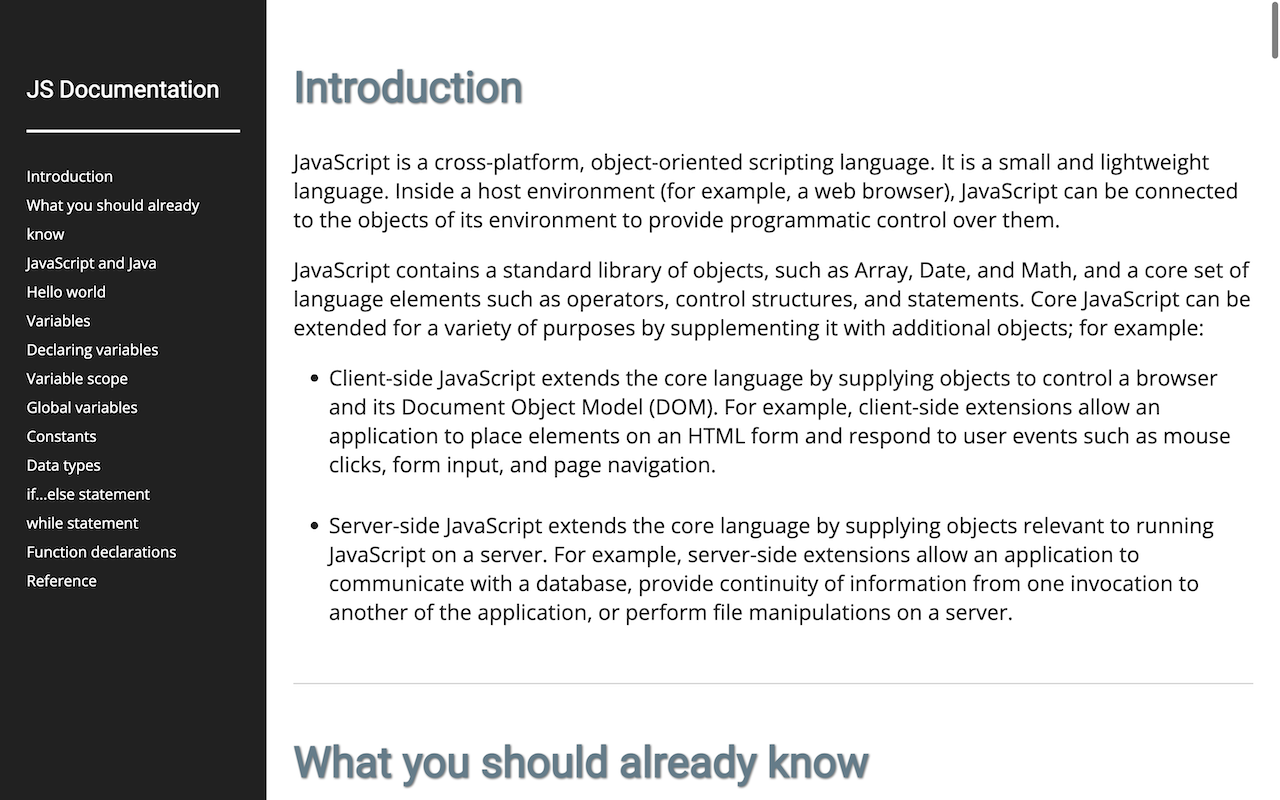 JS Documentation
Introduction
What you should already
know
JavaScript and Java
Hello world
Variables
Declaring variables
Variable scope
Global variables
Constants
Data types
if...else statement
while statement
Function declarations
Reference
Introduction
JavaScript is a cross-platform, object-oriented scripting language. It is a small and lightweight
language. Inside a host environment (for example, a web browser), JavaScript can be connected
to the objects of its environment to provide programmatic control over them.
JavaScript contains a standard library of objects, such as Array, Date, and Math, and a core set of
language elements such as operators, control structures, and statements. Core JavaScript can be
extended for a variety of purposes by supplementing it with additional objects; for example:
• Client-side JavaScript extends the core language by supplying objects to control a browser
and its Document Object Model (DOM). For example, client-side extensions allow an
application to place elements on an HTML form and respond to user events such as mouse
clicks, form input, and page navigation.
• Server-side JavaScript extends the core language by supplying objects relevant to running
JavaScript on a server. For example, server-side extensions allow an application to
communicate with a database, provide continuity of information from one invocation to
another of the application, or perform file manipulations on a server.
What you should already know